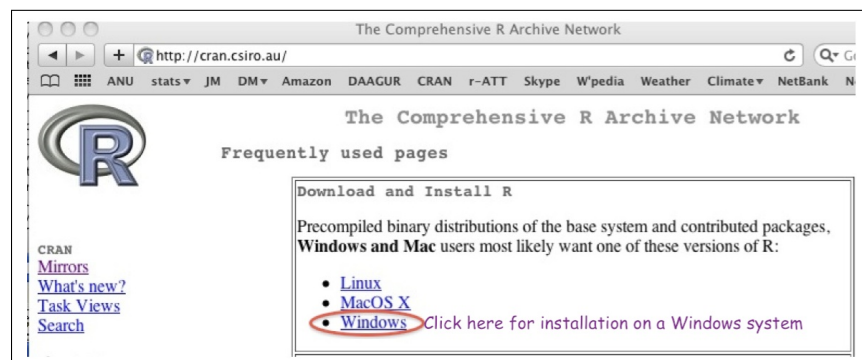 The Comprehensive R Archive Network
http://cran.csiro.au/
ANU stats JM DM Amazon DAAGUR CRAN r-ATT Skype W'pedia Weather Climate NetBank
R
The Comprehensive R Archive Network
Frequently used pages
Download and Install R
Precompiled binary distributions of the base system and contributed packages,
Windows and Mac users most likely want one of these versions of R:
Linux
MacOS X
Windows Click here for installation on a Windows system
CRAN
Mirrors
What's new?
Task Views
Search